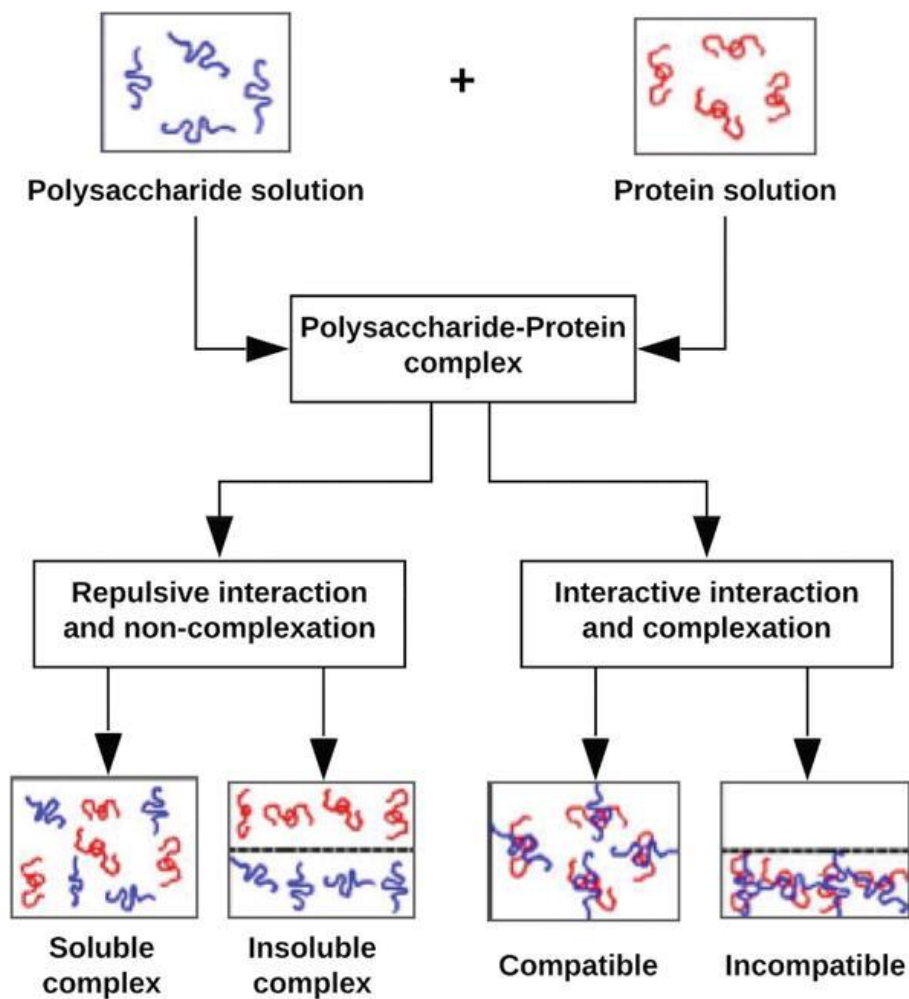 +
Polysaccharide solution
Protein solution
Polysaccharide-Protein
complex
Repulsive interaction
and non-complexation
Interactive interaction
and complexation
Soluble
complex
Insoluble
complex
Compatible
Incompatible